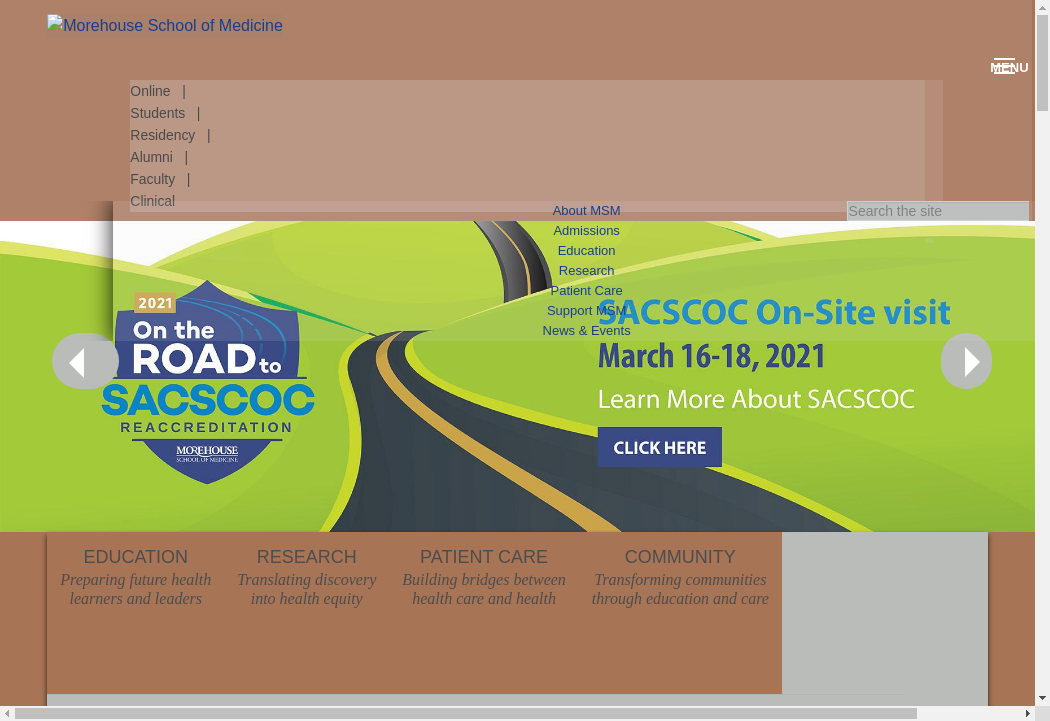 Morehouse School of Medicine
MENU
Online |
Students |
Residency |
Alumni |
Faculty |
Clinical
Search the site
About MSM
Admissions
Education
Research
Patient Care
Support MSM
News & Events
2021
On the
ROAD to
SACSCOC
REACCREDITATION
MOREHOUSE
SCHOOL OF MEDICINE
SACSCOC On-Site visit
March 16-18, 2021
Learn More About SACSCOC
CLICK HERE
EDUCATION
Preparing future health
learners and leaders
RESEARCH
Translating discovery
into health equity
PATIENT CARE
Building bridges between
health care and health
COMMUNITY
Transforming communities
through education and care